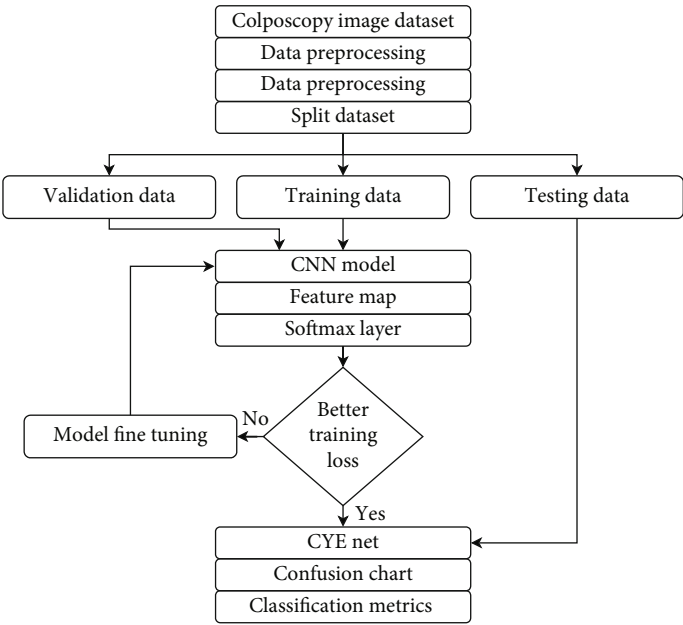 Colposcopy image dataset
Data preprocessing
Data preprocessing
Split dataset
Validation data
Training data
Testing data
CNN model
Feature map
Softmax layer
Better
training
loss
No
Model fine tuning
Yes
CYE net
Confusion chart
Classification metrics